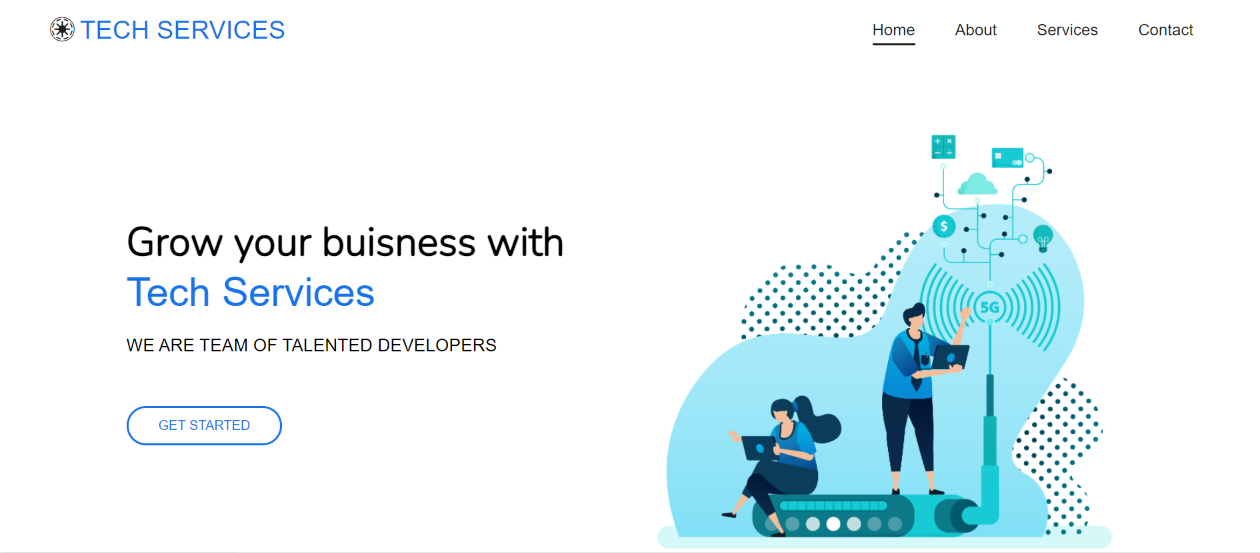 TECH SERVICES
Home About Services Contact
Grow your buisness with
Tech Services
WE ARE TEAM OF TALENTED DEVELOPERS
GET STARTED
$
5G